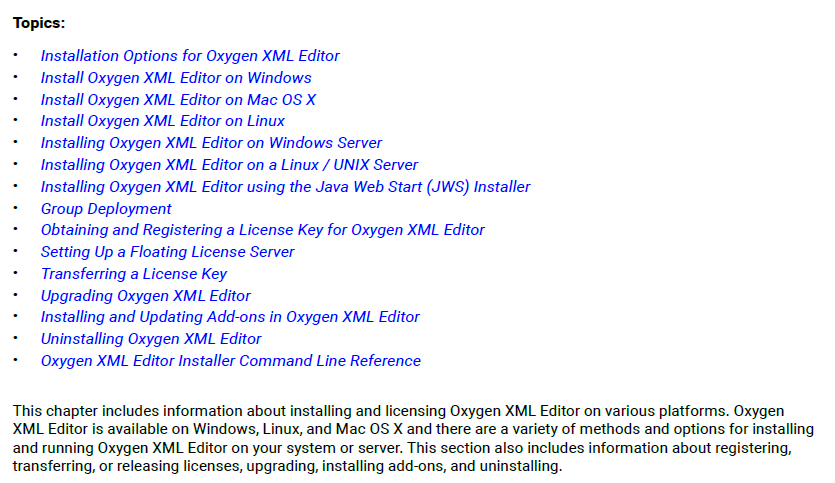 Topics:
• Installation Options for Oxygen XML Editor
• Install Oxygen XML Editor on Windows
• Install Oxygen XML Editor on Mac OS X
• Install Oxygen XML Editor on Linux
• Installing Oxygen XML Editor on Windows Server
• Installing Oxygen XML Editor on a Linux / UNIX Server
• Installing Oxygen XML Editor using the Java Web Start (JWS) Installer
• Group Deployment
• Obtaining and Registering a License Key for Oxygen XML Editor
• Setting Up a Floating License Server
• Transferring a License Key
• Upgrading Oxygen XML Editor
• Installing and Updating Add-ons in Oxygen XML Editor
• Uninstalling Oxygen XML Editor
• Oxygen XML Editor Installer Command Line Reference
This chapter includes information about installing and licensing Oxygen XML Editor on various platforms. Oxygen
XML Editor is available on Windows, Linux, and Mac OS X and there are a variety of methods and options for installing
and running Oxygen XML Editor on your system or server. This section also includes information about registering,
transferring, or releasing licenses, upgrading, installing add-ons, and uninstalling.